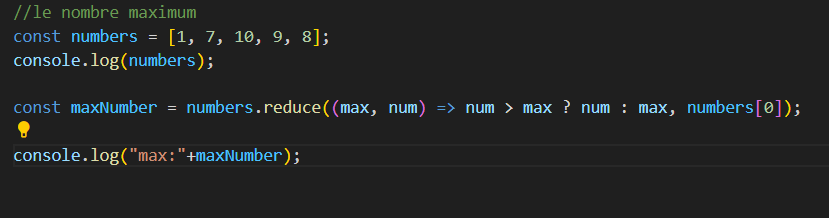 //le nombre maximum
const numbers = [1, 7, 10, 9, 8];
console.log(numbers);
const maxNumber = numbers.reduce((max, num) => num > max ? num : max, numbers[0]);
console.log("max:"+maxNumber);